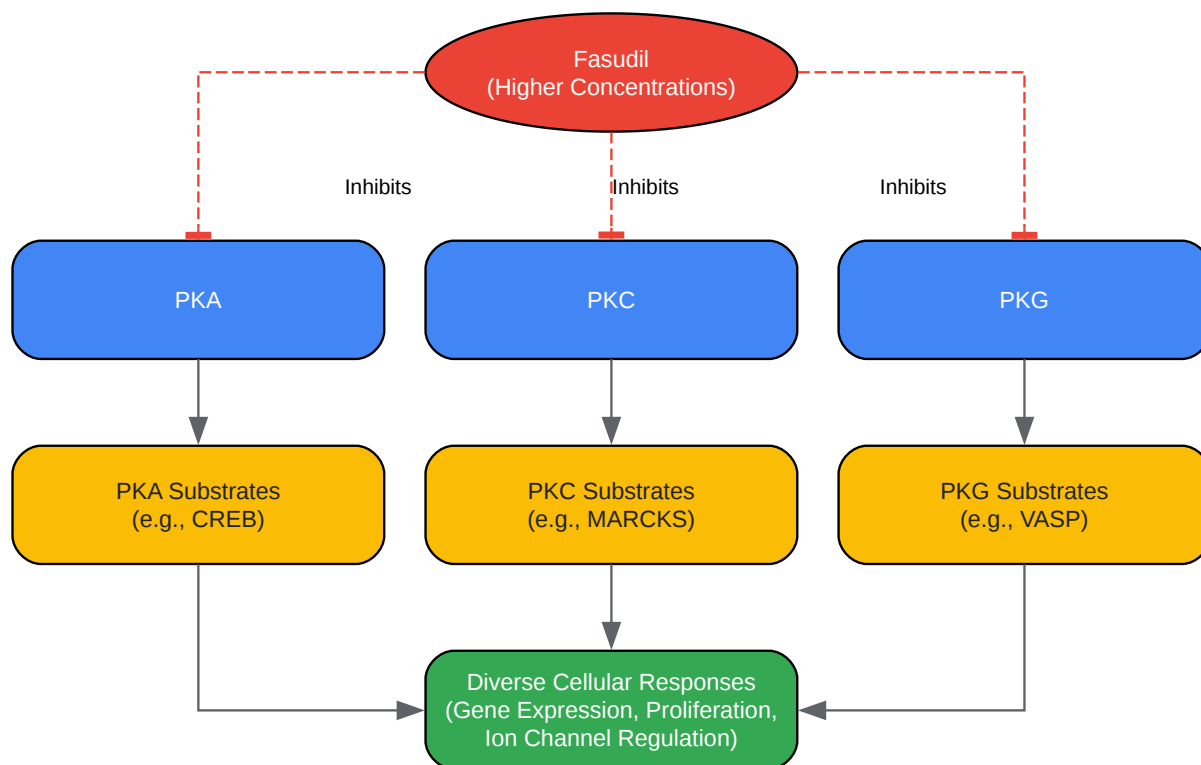 Fasudil
(Higher Concentrations)
Inhibits
Inhibits
Inhibits
PKA
PKC
PKG
PKA Substrates
(e.g., CREB)
PKC Substrates
(e.g., MARCKS)
PKG Substrates
(e.g., VASP)
Diverse Cellular Responses
(Gene Expression, Proliferation,
Ion Channel Regulation)